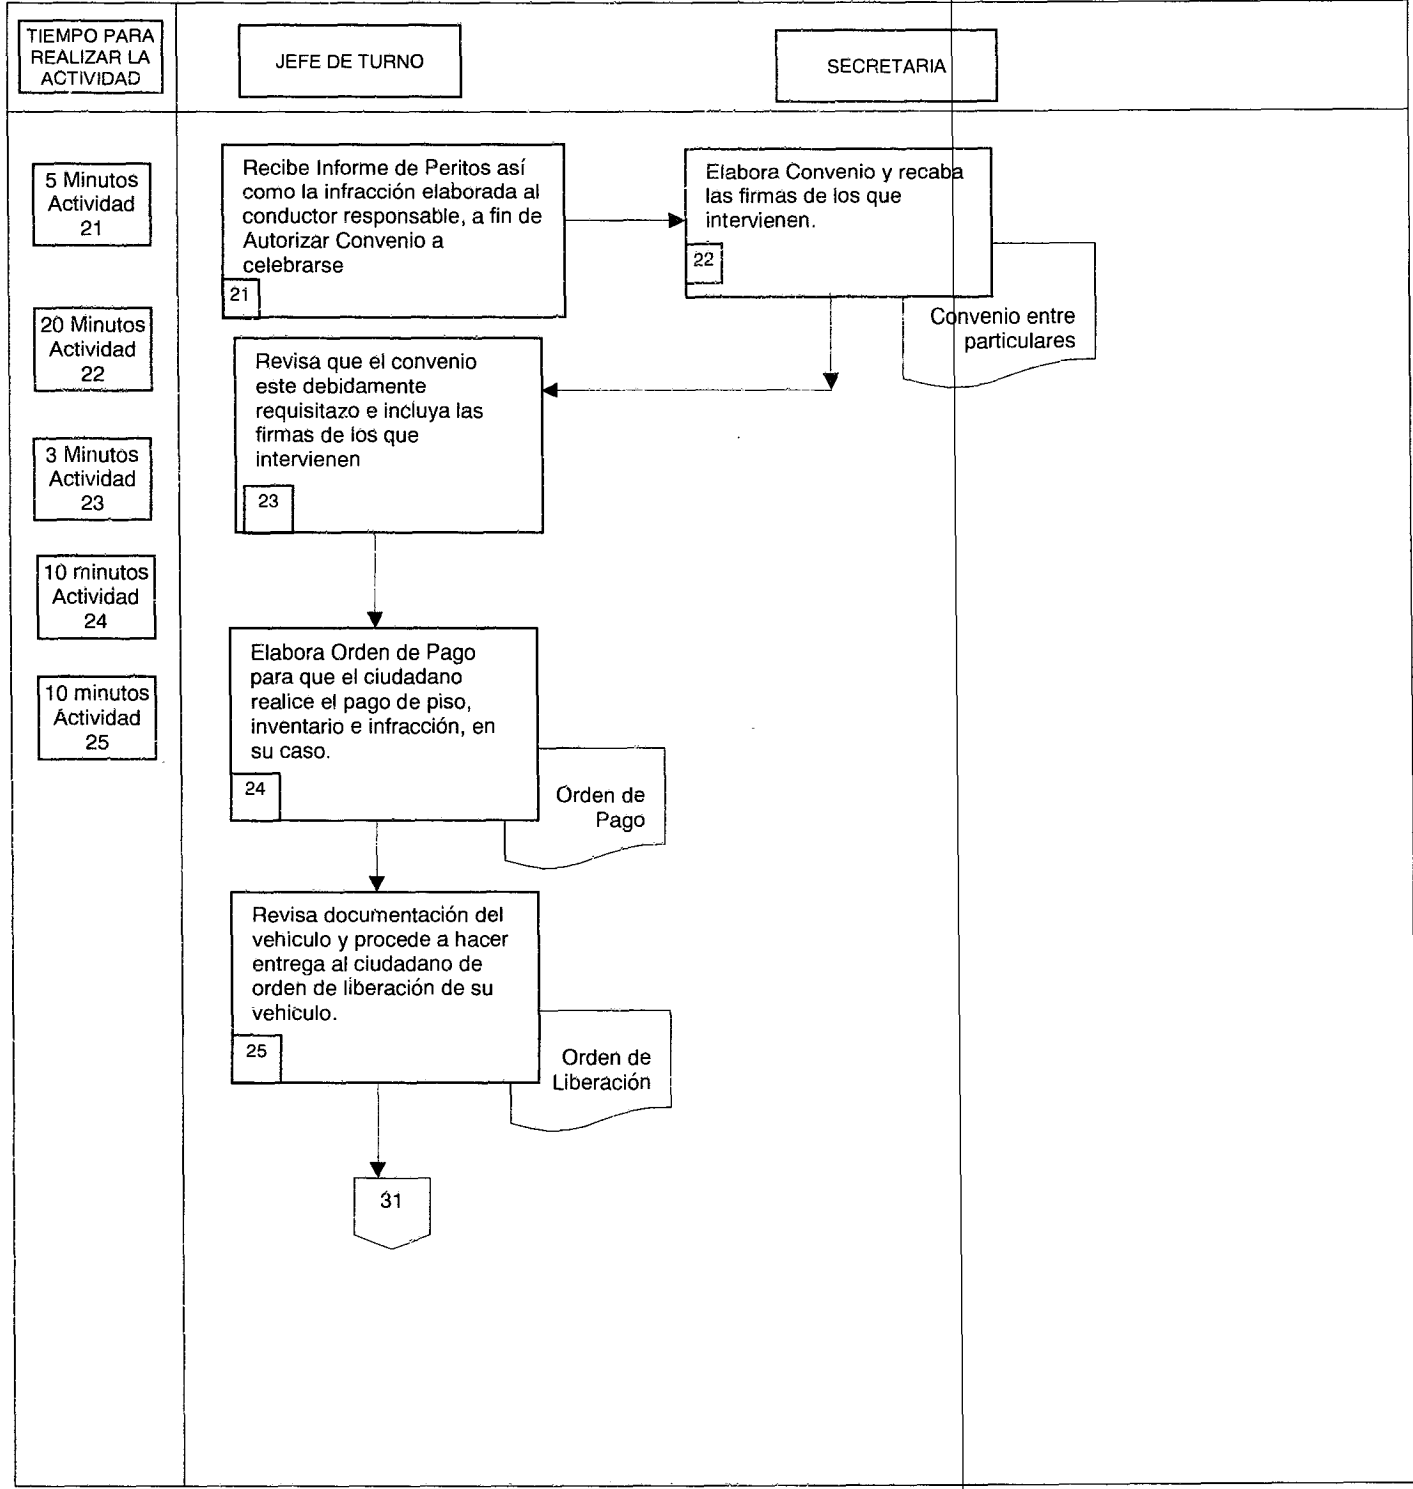 TIEMPO PARA
REALIZAR LA
ACTIVIDAD
JEFE DE TURNO
SECRETARIA
5 Minutos
Actividad
21
Recibe Informe de Peritos así
como la infracción elaborada al
conductor responsable, a fin de
Autorizar Convenio a
celebrarse
21
Elabora Convenio y recaba
las firmas de los que
intervienen.
22
Convenio entre
particulares
20 Minutos
Actividad
22
Revisa que el convenio
este debidamente
requisitazo e incluya las
firmas de los que
intervienen
23
3 Minutos
Actividad
23
10 minutos
Actividad
24
Elabora Orden de Pago
para que el ciudadano
realice el pago de piso,
inventario e infracción, en
su caso.
24
Orden de
Pago
10 minutos
Actividad
25
Revisa documentación del
vehiculo y procede a hacer
entrega al ciudadano de
orden de liberación de su
vehiculo.
25
Orden de
Liberación
31